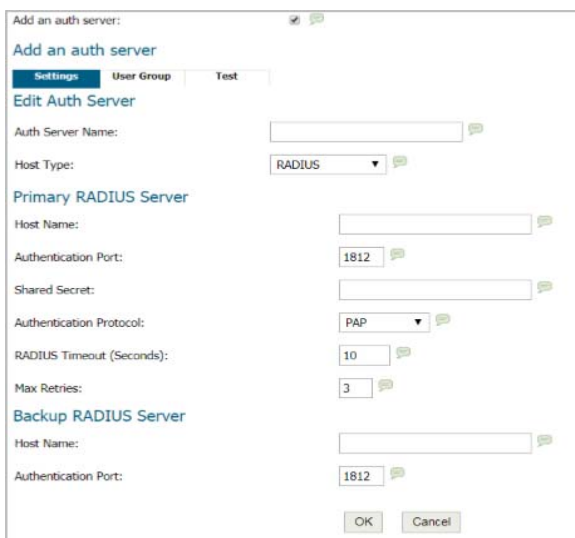 Add an auth server:
Add an auth server
Settings User Group Test
Edit Auth Server
Auth Server Name:
Host Type: RADIUS
Primary RADIUS Server
Host Name:
Authentication Port: 1812
Shared Secret:
Authentication Protocol: PAP
RADIUS Timeout (Seconds): 10
Max Retries: 3
Backup RADIUS Server
Host Name:
Authentication Port: 1812
OK Cancel